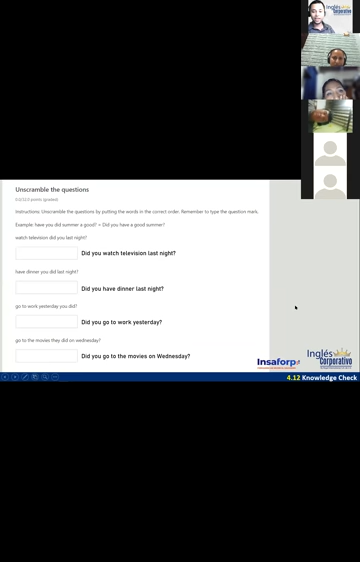 Inglés
Corporativo
Unscramble the questions
Instructions: Unscramble the questions by putting the words in the correct order. Remember to type the question mark.
Example: have you did summer a good? = Did you have a good summer?
watch television did you last night?
Did you watch television last night?
have dinner you did last night?
Did you have dinner last night?
go to work yesterday you did?
Did you go to work yesterday?
go to the movies they did on wednesday?
Did you go to the movies on Wednesday?
Insaforp
Inglés
Corporativo
4.12 Knowledge Check